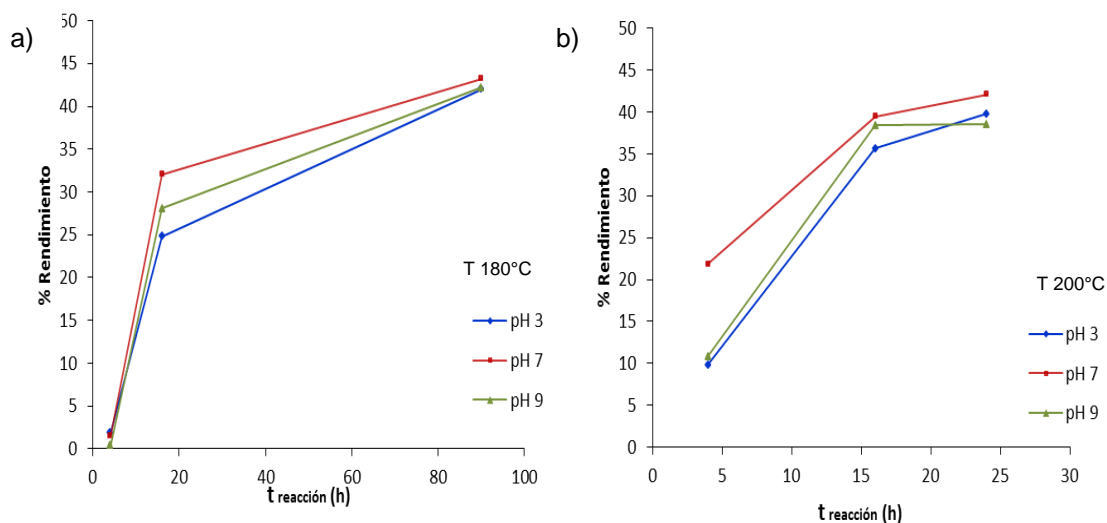 a)
% Rendimiento
50
45
40
35
30
25
20
15
10
5
0
T 180°C
pH 3
pH 7
pH 9
0 20 40 60 80 100
t reacción (h)
b)
% Rendimiento
50
45
40
35
30
25
20
15
10
5
0
T 200°C
pH 3
pH 7
pH 9
0 5 10 15 20 25 30
t reacción (h)